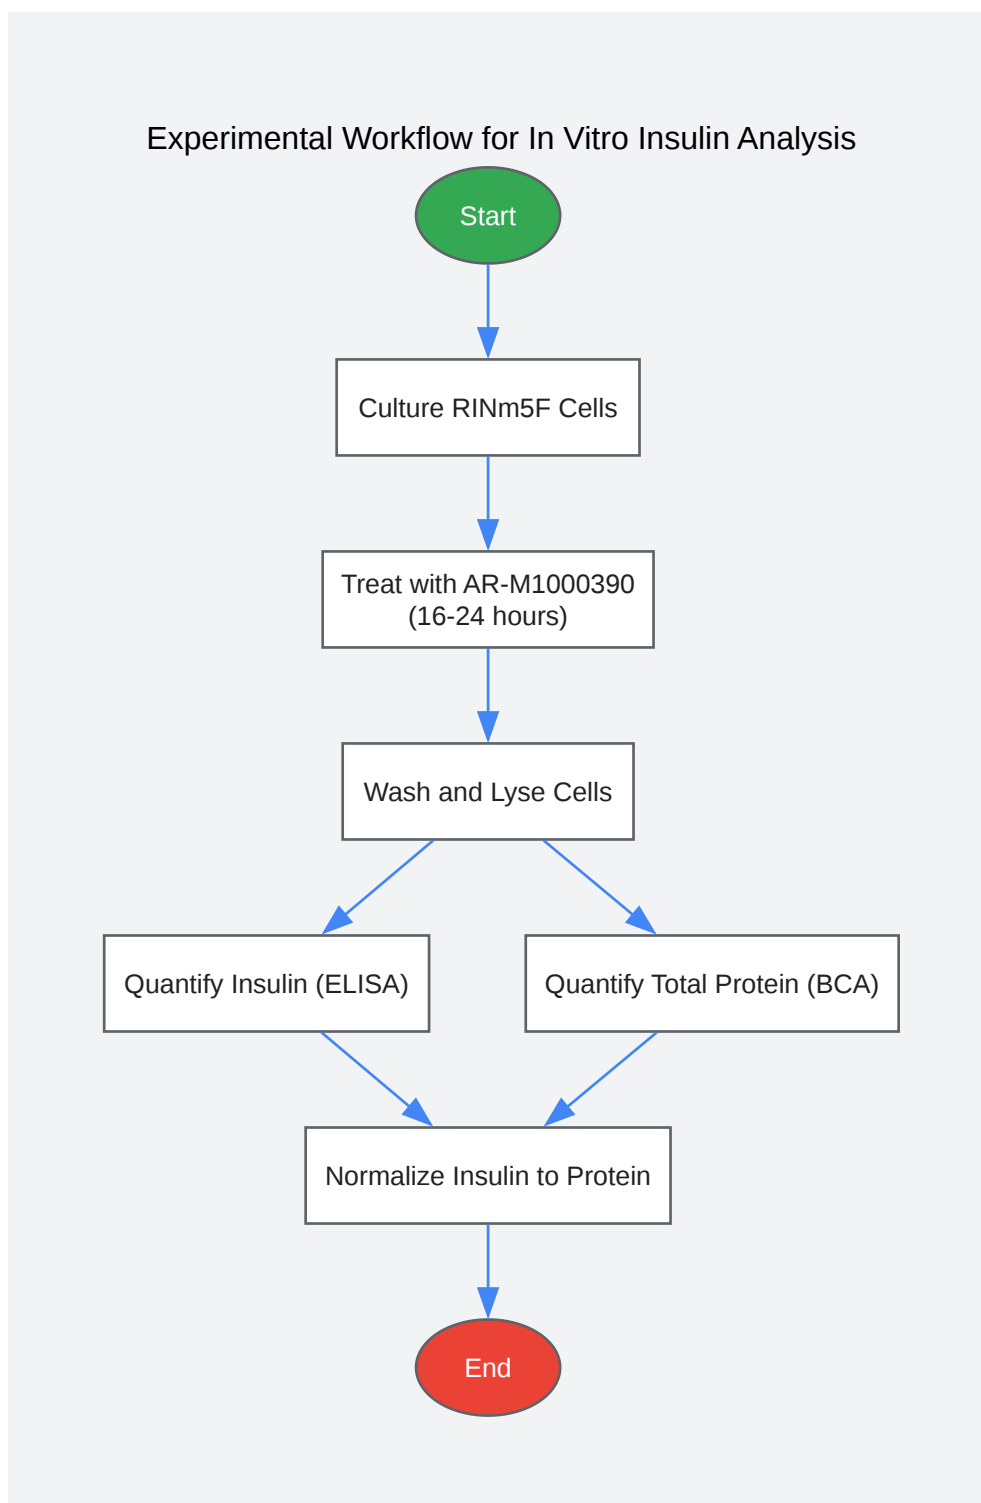 Experimental Workflow for In Vitro Insulin Analysis
Start
Culture RINm5F Cells
Treat with AR-M1000390
(16-24 hours)
Wash and Lyse Cells
Quantify Insulin (ELISA)
Quantify Total Protein (BCA)
Normalize Insulin to Protein
End